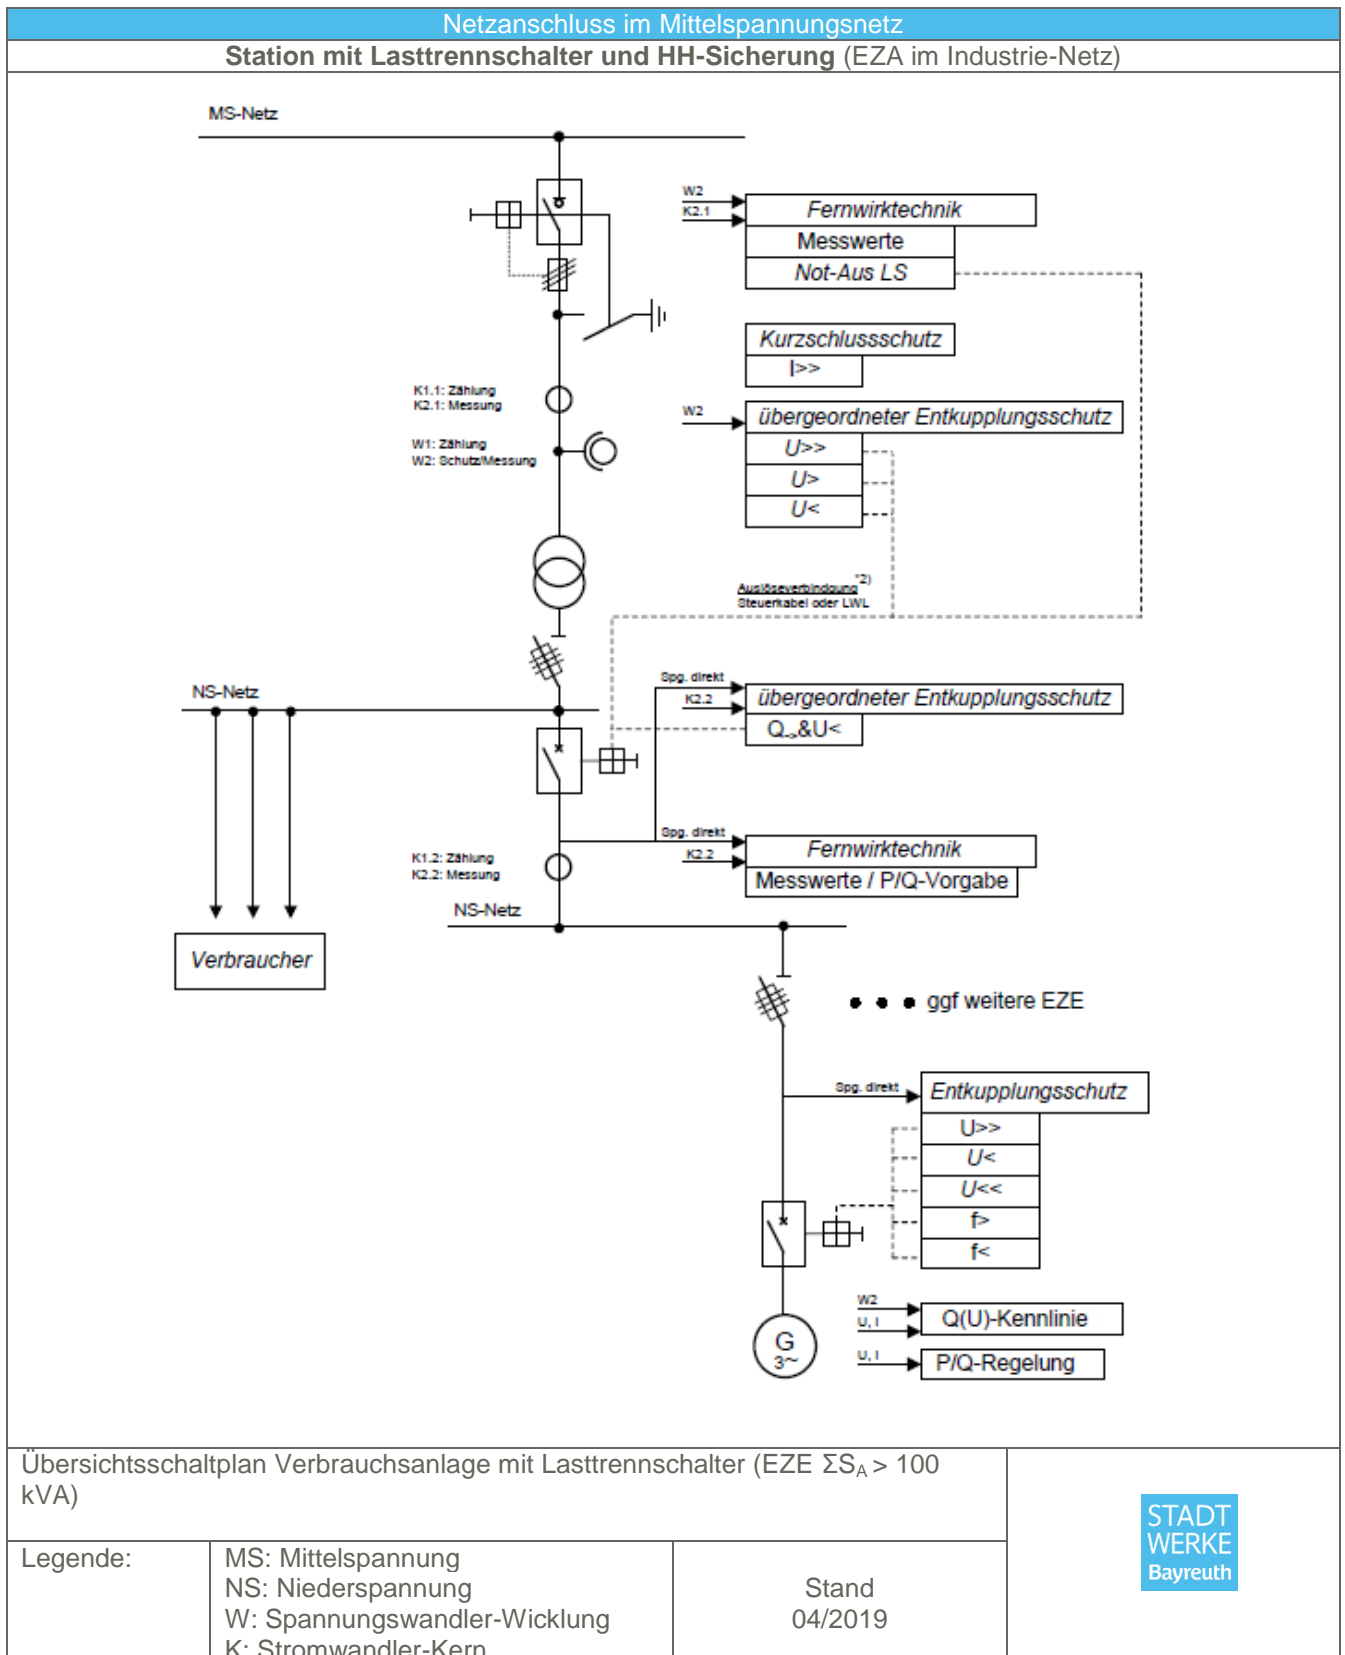 Netzanschluss im Mittelspannungsnetz
Station mit Lasttrennschalter und HH-Sicherung (EZA im Industrie-Netz)
MS-Netz
W2
K2.1
Fernwirktechnik
Messwerte
Not-Aus LS
Kurzschlussschutz
I>>
K1.1: Zählung
K2.1: Messung
W1: Zählung
W2: Schutz/Messung
W2
übergeordneter Entkupplungsschutz
U>>
U>
U<
Auslöseverbindung *2)
Steuerkabel oder LWL
NS-Netz
Spg. direkt
K2.2
übergeordneter Entkupplungsschutz
Q->&U<
K1.2: Zählung
K2.2: Messung
Spg. direkt
K2.2
Fernwirktechnik
Messwerte / P/Q-Vorgabe
NS-Netz
Verbraucher
ggf weitere EZE
Spg. direkt
Entkupplungsschutz
U>>
U<
U<<
f>
f<
G
3~
W2
U, I
Q(U)-Kennlinie
U, I
P/Q-Regelung
Übersichtsschaltplan Verbrauchsanlage mit Lasttrennschalter (EZE ΣSA > 100
kVA)
STADT
WERKE
Bayreuth
Legende:
MS: Mittelspannung
NS: Niederspannung
W: Spannungswandler-Wicklung
K: Stromwandler-Kern
Stand
04/2019